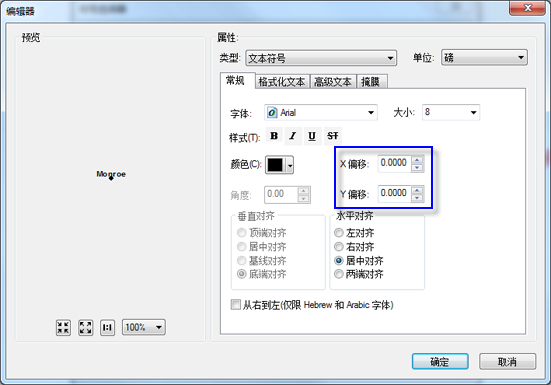 编辑器
预览
Monroe
100%
属性:
类型: 文本符号 单位: 磅
常规 格式化文本 高级文本 掩膜
字体: Arial 大小: 8
样式(T): B I U ST
颜色(C): X 偏移: 0.0000
角度: 0.00 Y 偏移: 0.0000
垂直对齐
顶端对齐
居中对齐
基线对齐
底端对齐
水平对齐
左对齐
右对齐
居中对齐
两端对齐
从右到左(仅限 Hebrew 和 Arabic 字体)
确定 取消